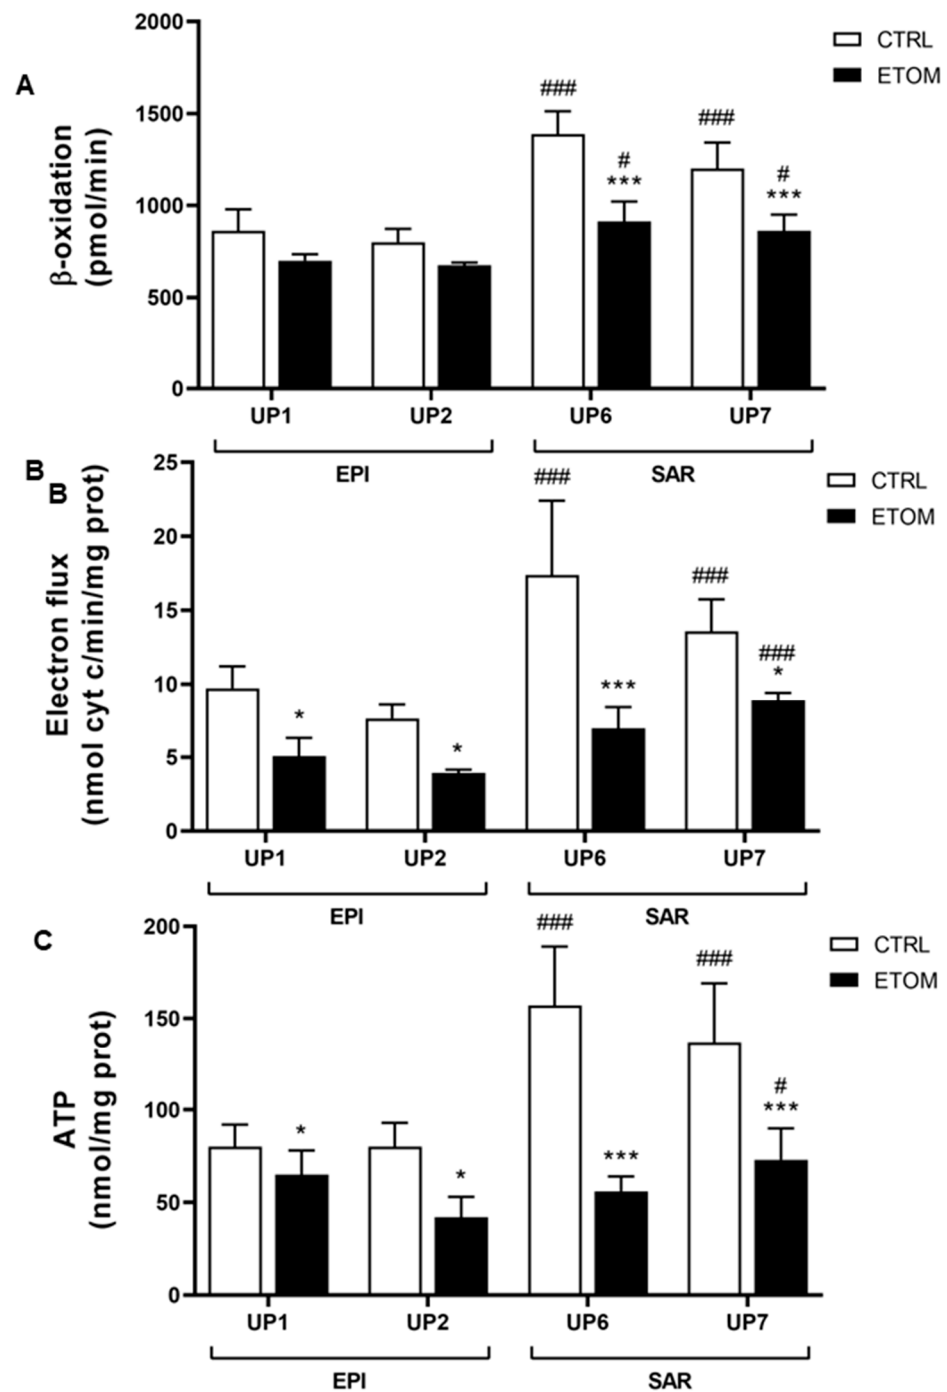 A
β-oxidation
(pmol/min)
2000
1500
1000
500
0
###
###
#
***
#
***
CTRL
ETOM
UP1 UP2 UP6 UP7
EPI SAR
B
B
Electron flux
(nmol cyt c/min/mg prot)
25
20
15
10
5
0
###
###
###
*
*
*
***
CTRL
ETOM
UP1 UP2 UP6 UP7
EPI SAR
C
ATP
(nmol/mg prot)
200
150
100
50
0
###
###
#
***
*
*
***
CTRL
ETOM
UP1 UP2 UP6 UP7
EPI SAR